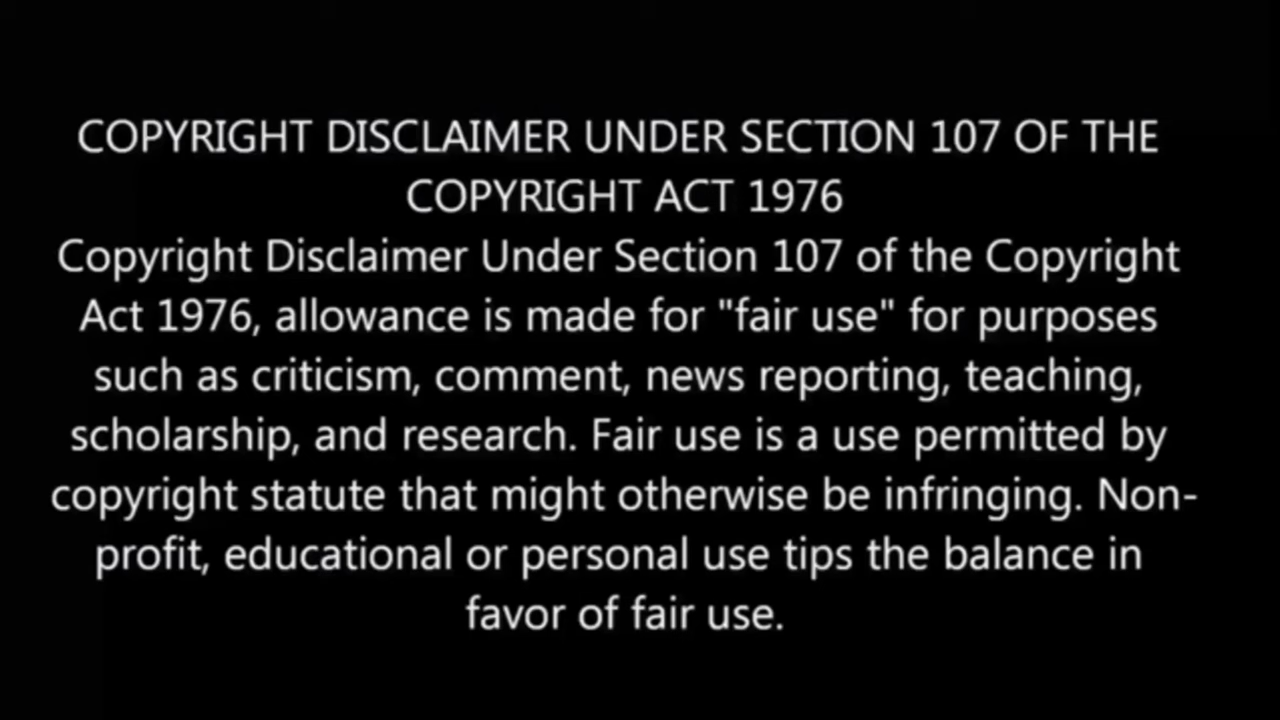 COPYRIGHT DISCLAIMER UNDER SECTION 107 OF THE
COPYRIGHT ACT 1976
Copyright Disclaimer Under Section 107 of the Copyright
Act 1976, allowance is made for "fair use" for purposes
such as criticism, comment, news reporting, teaching,
scholarship, and research. Fair use is a use permitted by
copyright statute that might otherwise be infringing. Non-
profit, educational or personal use tips the balance in
favor of fair use.